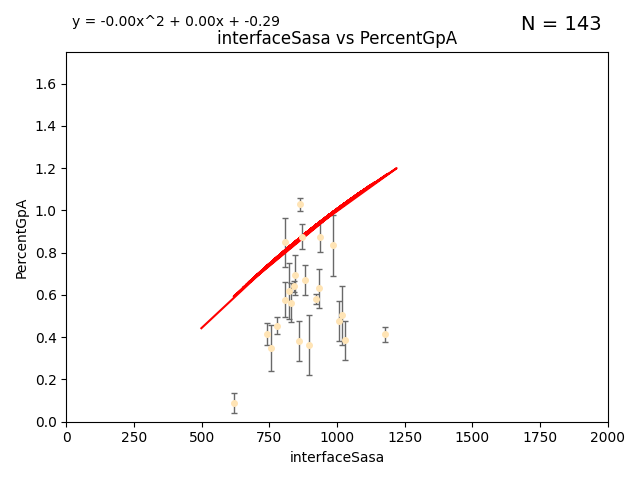 y = -0.00x^2 + 0.00x + -0.29
N = 143
interfaceSasa vs PercentGpA
PercentGpA
1.6
1.4
1.2
1.0
0.8
0.6
0.4
0.2
0.0
0 250 500 750 1000 1250 1500 1750 2000
interfaceSasa